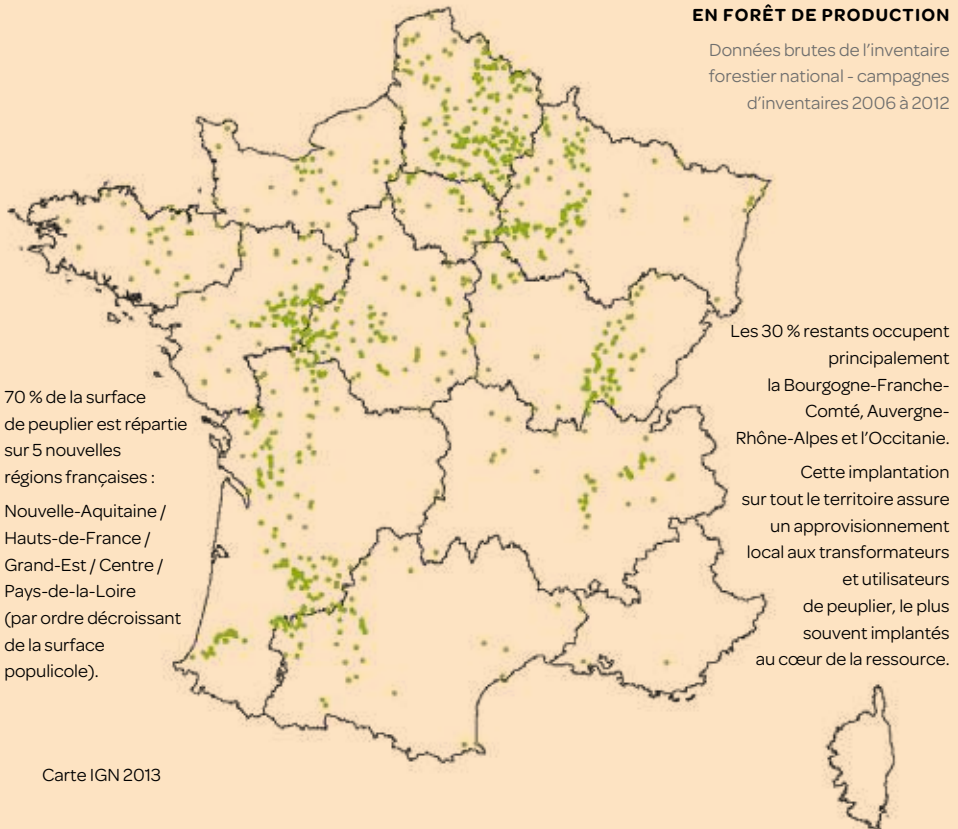 EN FORÊT DE PRODUCTION
Données brutes de l'inventaire
forestier national - campagnes
d'inventaires 2006 à 2012
70 % de la surface
de peuplier est répartie
sur 5 nouvelles
régions françaises :
Nouvelle-Aquitaine /
Hauts-de-France /
Grand-Est / Centre /
Pays-de-la-Loire
(par ordre décroissant
de la surface
populicole).
Les 30 % restants occupent
principalement
la Bourgogne-Franche-
Comté, Auvergne-
Rhône-Alpes et l'Occitanie.
Cette implantation
sur tout le territoire assure
un approvisionnement
local aux transformateurs
et utilisateurs
de peuplier, le plus
souvent implantés
au cœur de la ressource.
Carte IGN 2013